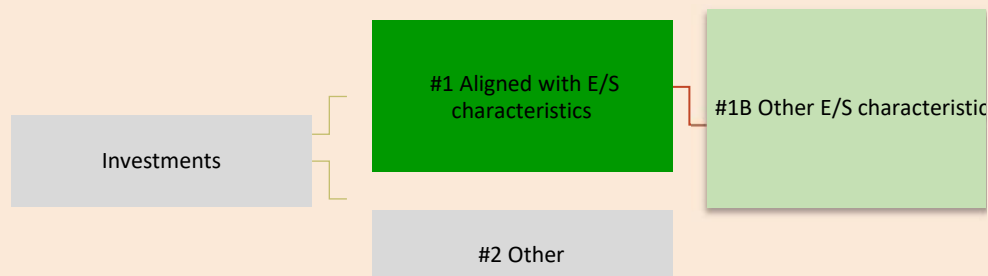 #1 Aligned with E/S
characteristics
#1B Other E/S characteristic
Investments
#2 Other